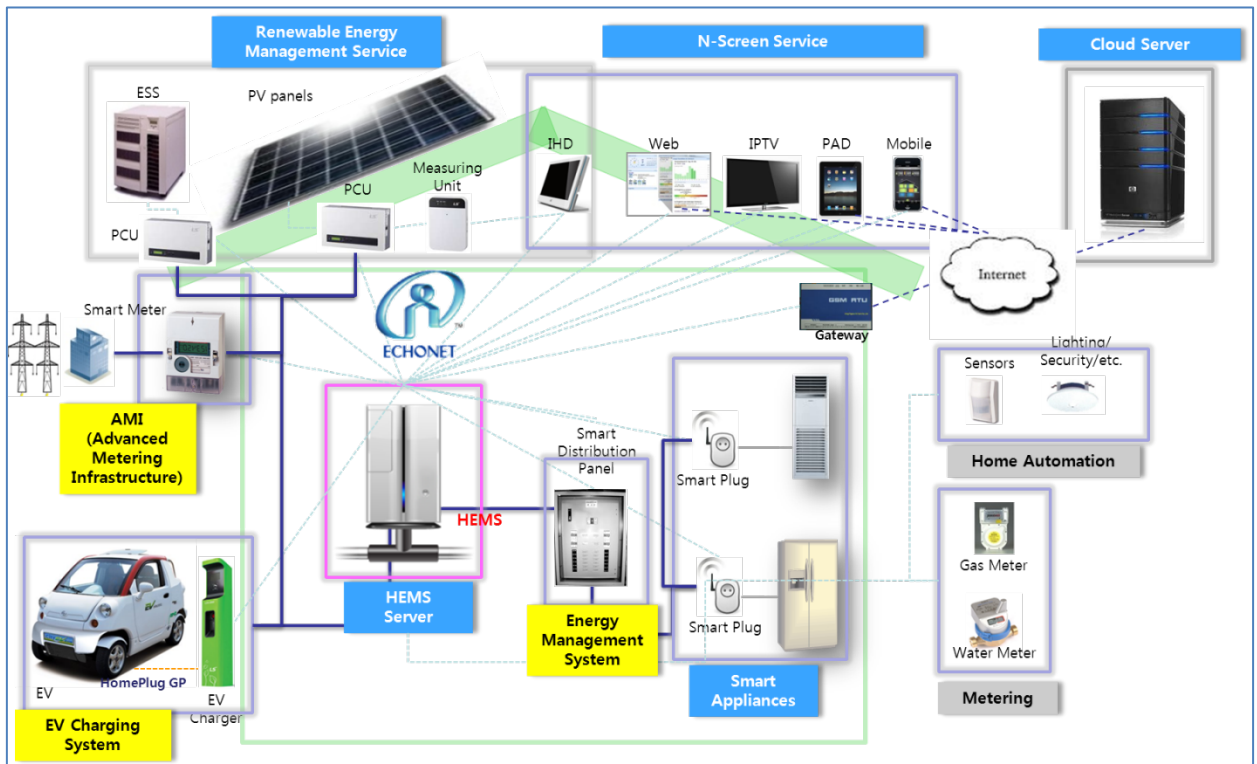 Renewable Energy
Management Service
N-Screen Service
Cloud Server
ESS
PV panels
IHD
Web
IPTV
PAD
Mobile
PCU
Measuring
Unit
PCU
Internet
Smart Meter
ECHONET
TM
GSM RTU
Gateway
Lighting/
Security/etc.
Sensors
AMI
(Advanced
Metering
Infrastructure)
Smart
Distribution
Panel
Smart Plug
Home Automation
HEMS
Gas Meter
HEMS
Server
Energy
Management
System
Smart Plug
Water Meter
EV
HomePlug GP
EV
Charger
Smart
Appliances
Metering
EV Charging
System